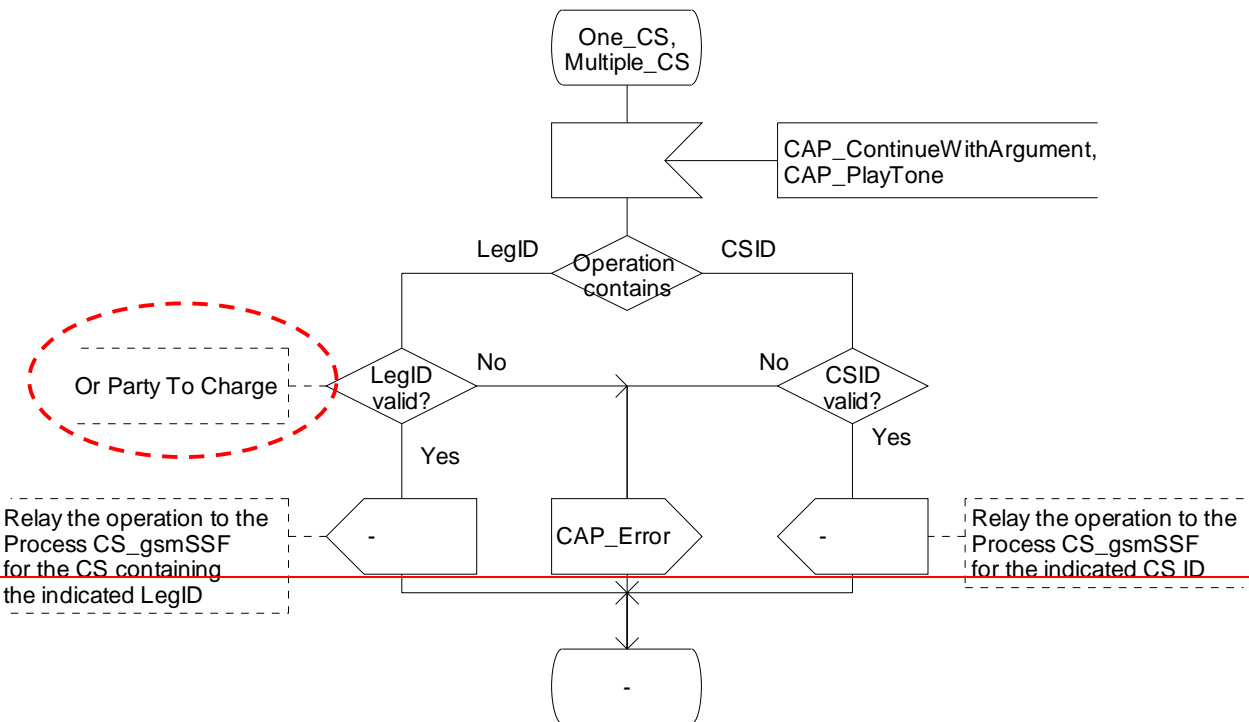 One_CS,
Multiple_CS
CAP_ContinueWithArgument,
CAP_PlayTone
LegID
Operation
contains
CSID
Or Party To Charge
LegID
valid?
No
No
CSID
valid?
Yes
Yes
Relay the operation to the
Process CS_gsmSSF
for the CS containing
the indicated LegID
-
CAP_Error
-
Relay the operation to the
Process CS_gsmSSF
for the indicated CS ID
-